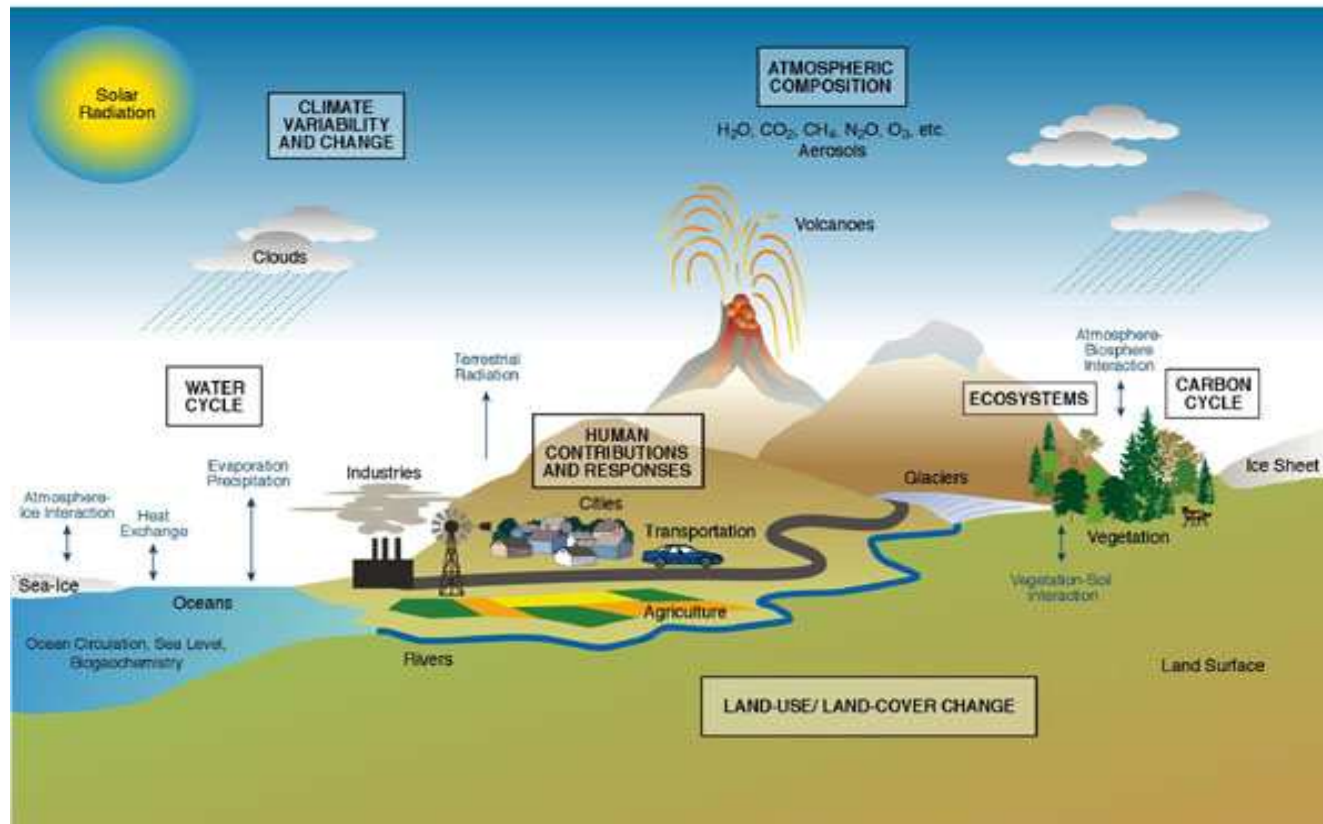 Solar
Radiation
CLIMATE
VARIABILITY
AND CHANGE
ATMOSPHERIC
COMPOSITION
H₂O, CO₂, CH₄, N₂O, O₃, etc.
Aerosols
Volcanoes
Clouds
WATER
CYCLE
Terrestrial
Radiation
Atmosphere-
Biosphere
Interaction
ECOSYSTEMS
CARBON
CYCLE
HUMAN
CONTRIBUTIONS
AND RESPONSES
Evaporation
Precipitation
Industries
Glaciers
Ice Sheet
Atmosphere-
Ice Interaction
Heat
Exchange
Cities
Transportation
Vegetation
Sea-Ice
Oceans
Vegetation-Soil
Interaction
Agriculture
Ocean Circulation, Sea Level,
Biogeochemistry
Rivers
Land Surface
LAND-USE/ LAND-COVER CHANGE